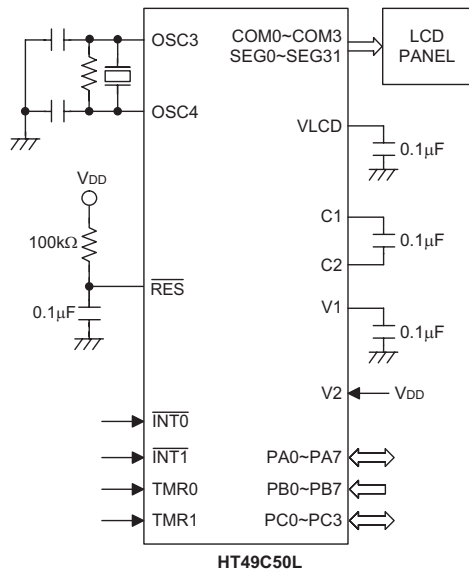 OSC3
OSC4
VDD
100kΩ
0.1μF
RES
INT0
INT1
TMR0
TMR1
COM0~COM3
SEG0~SEG31
LCD
PANEL
VLCD
0.1μF
C1
0.1μF
C2
V1
0.1μF
V2
VDD
PA0~PA7
PB0~PB7
PC0~PC3
HT49C50L